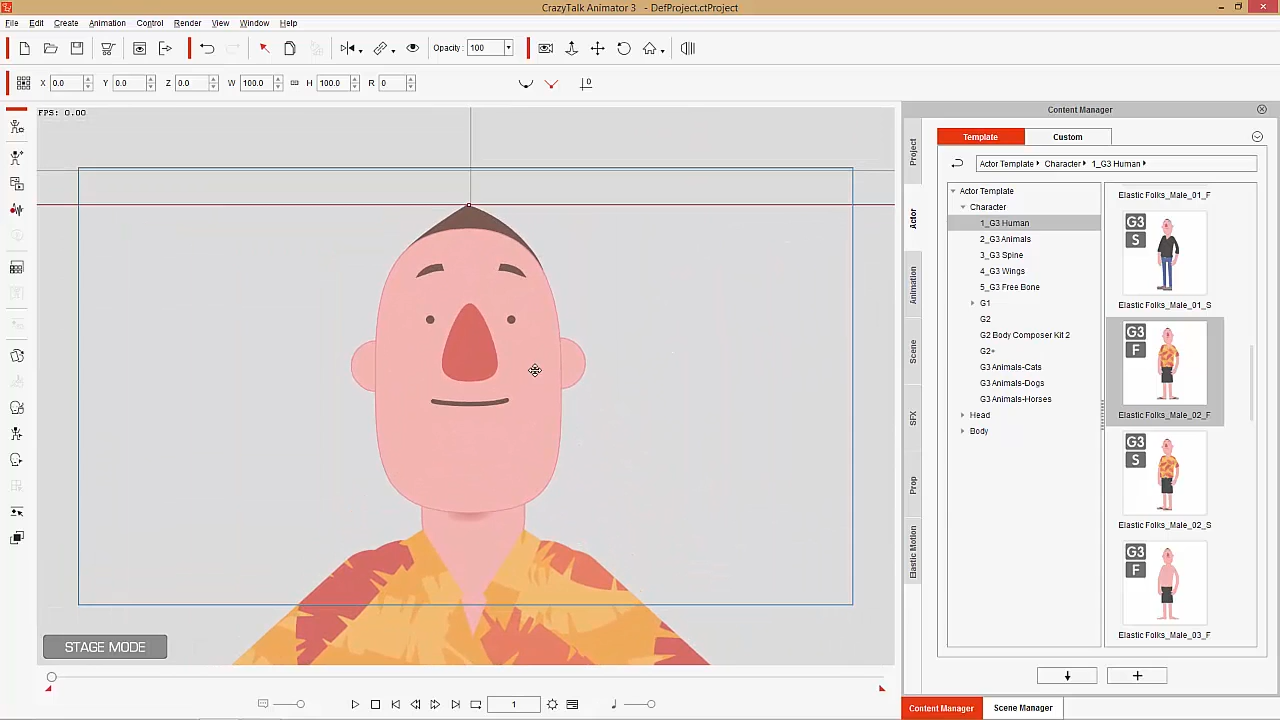 CrazyTalk Animator 3 - DefProject.ctProject
File Edit Create Animation Control Render View Window Help
Opacity : 100
X 0.0 Y 0.0 Z 0.0 W 100.0 H 100.0 R 0
FPS: 0.00
Content Manager
Template Custom
Actor Template Character 1_G3 Human
Project
Actor
Animation
Scene
SFX
Prop
Elastic Motion
Actor Template
Character
1_G3 Human
2_G3 Animals
3_G3 Spine
4_G3 Wings
5_G3 Free Bone
G1
G2
G2 Body Composer Kit 2
G2+
G3 Animals-Cats
G3 Animals-Dogs
G3 Animals-Horses
Head
Body
Elastic Folks_Male_01_F
G3
S
Elastic Folks_Male_01_S
G3
F
Elastic Folks_Male_02_F
G3
S
Elastic Folks_Male_02_S
G3
F
Elastic Folks_Male_03_F
STAGE MODE
1
Content Manager Scene Manager